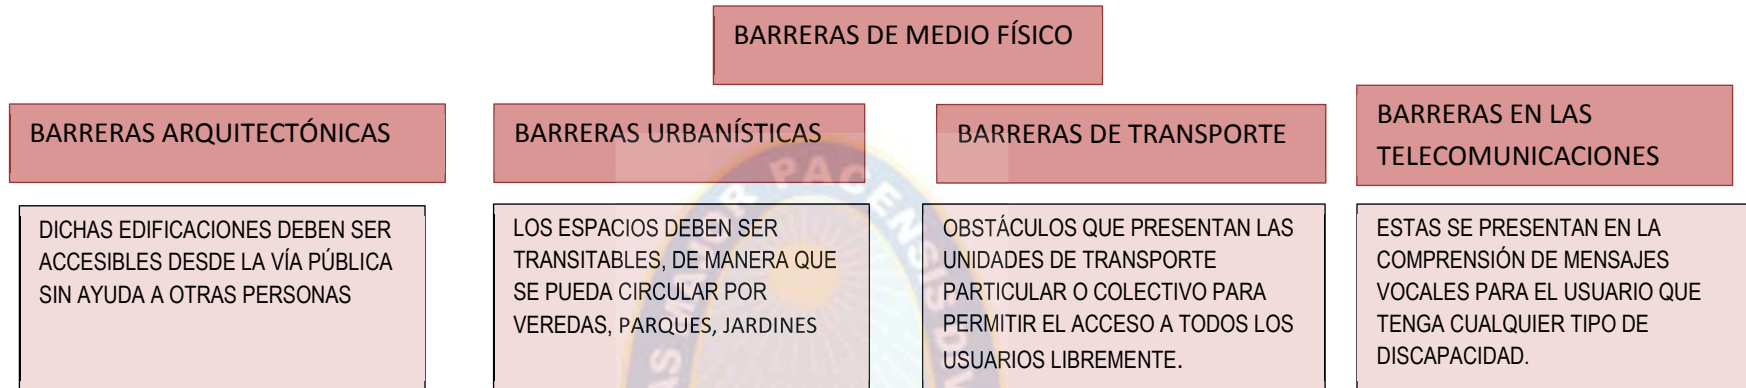 BARRERAS DE MEDIO FÍSICO
BARRERAS ARQUITECTÓNICAS
DICHAS EDIFICACIONES DEBEN SER
ACCESIBLES DESDE LA VÍA PÚBLICA
SIN AYUDA A OTRAS PERSONAS
BARRERAS URBANÍSTICAS
LOS ESPACIOS DEBEN SER
TRANSITABLES, DE MANERA QUE
SE PUEDA CIRCULAR POR
VEREDAS, PARQUES, JARDINES
BARRERAS DE TRANSPORTE
OBSTÁCULOS QUE PRESENTAN LAS
UNIDADES DE TRANSPORTE
PARTICULAR O COLECTIVO PARA
PERMITIR EL ACCESO A TODOS LOS
USUARIOS LIBREMENTE.
BARRERAS EN LAS
TELECOMUNICACIONES
ESTAS SE PRESENTAN EN LA
COMPRENSIÓN DE MENSAJES
VOCALES PARA EL USUARIO QUE
TENGA CUALQUIER TIPO DE
DISCAPACIDAD.